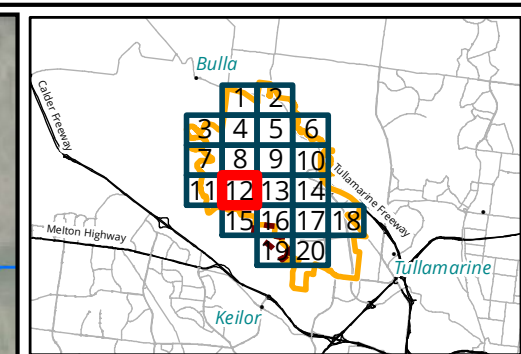 Bulla
Calder Freeway
1 2
3 4 5 6
7 8 9 10
Tullamarine Freeway
11 12 13 14
15 16 17 18
Melton Highway
19 20
Tullamarine
Keilor